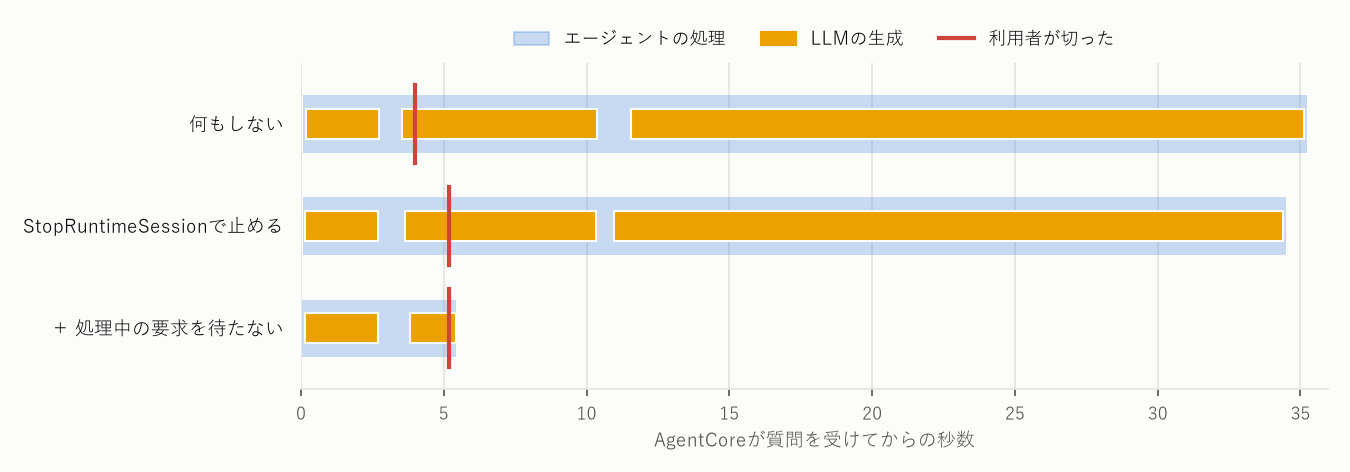 エージェントの処理 LLMの生成 利用者が切った
何もしない
StopRuntimeSessionで止める
+ 処理中の要求を待たない
0 5 10 15 20 25 30 35
AgentCoreが質問を受けてからの秒数